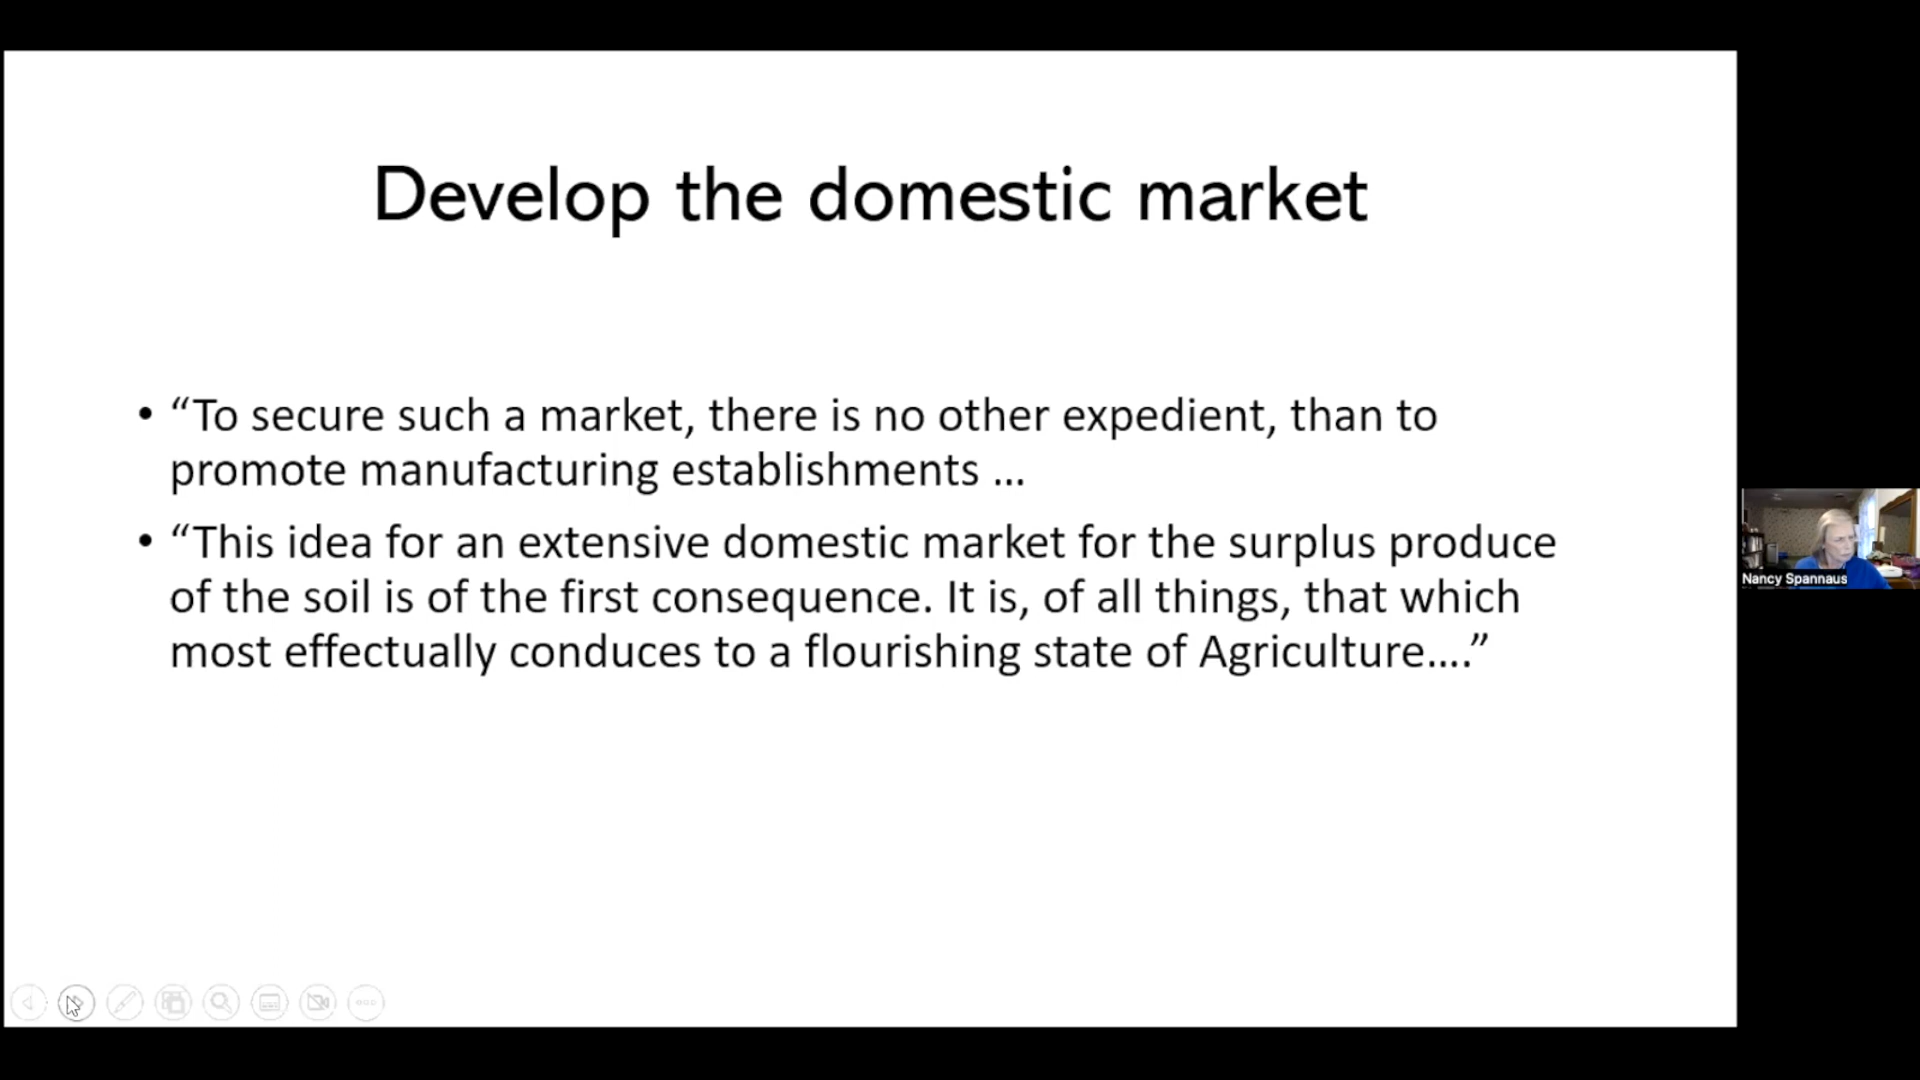 Develop the domestic market
• “To secure such a market, there is no other expedient, than to
promote manufacturing establishments ...
• “This idea for an extensive domestic market for the surplus produce
of the soil is of the first consequence. It is, of all things, that which
most effectually conduces to a flourishing state of Agriculture....”
Nancy Spannaus